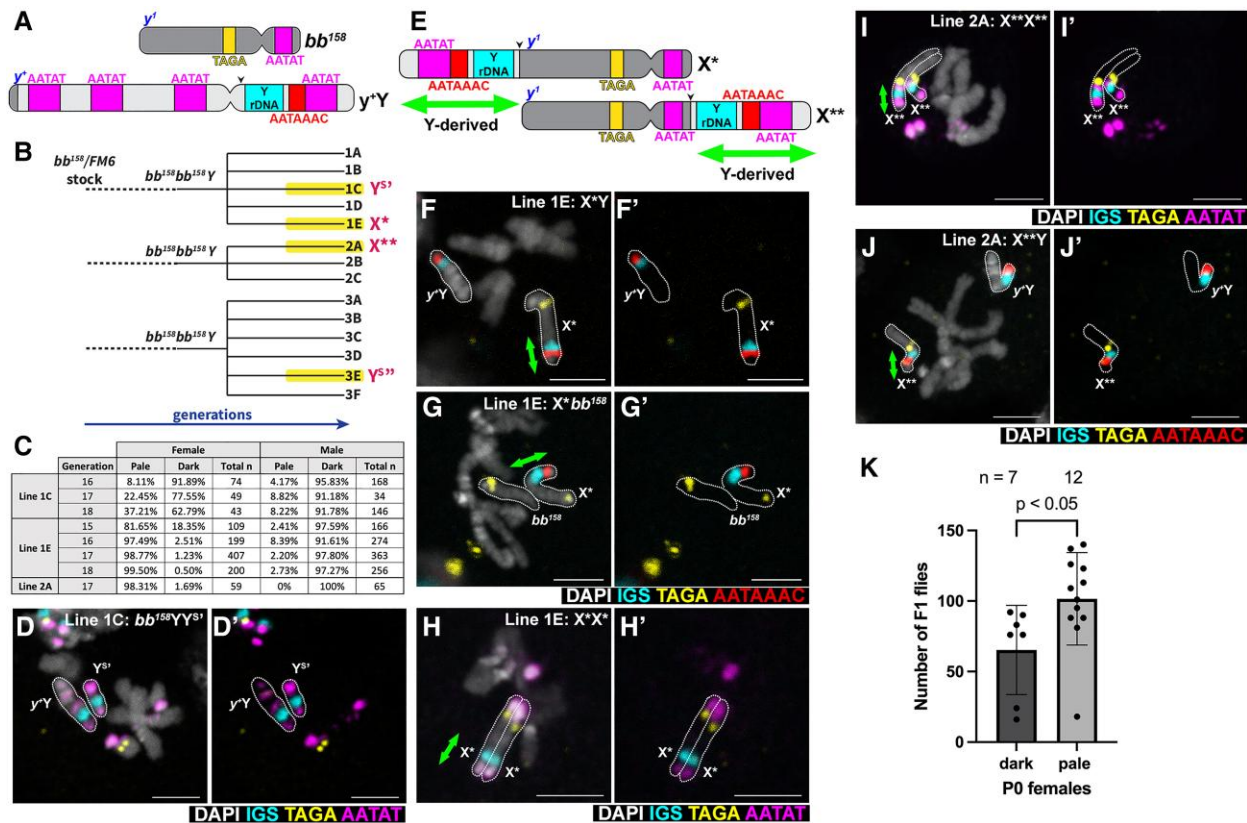 A
y¹
bb¹⁵⁸
TAGA
AATAT
y⁺
AATAT
AATAT
AATAT
AATAT
Y
rDNA
AATAAAC
y⁺Y
B
bb¹⁵⁸/FM6
stock
bb¹⁵⁸bb¹⁵⁸Y
1A
1B
1C Yˢ’
1D
1E X*
bb¹⁵⁸bb¹⁵⁸Y
2A X**
2B
2C
bb¹⁵⁸bb¹⁵⁸Y
3A
3B
3C
3D
3E Yˢ’’
3F
generations
C
Female Male
Generation Pale Dark Total n Pale Dark Total n
Line 1C 16 8.11% 91.89% 74 4.17% 95.83% 168
17 22.45% 77.55% 49 8.82% 91.18% 34
18 37.21% 62.79% 43 8.22% 91.78% 146
Line 1E 15 81.65% 18.35% 109 2.41% 97.59% 166
16 97.49% 2.51% 199 8.39% 91.61% 274
17 98.77% 1.23% 407 2.20% 97.80% 363
18 99.50% 0.50% 200 2.73% 97.27% 256
Line 2A 17 98.31% 1.69% 59 0% 100% 65
D Line 1C: bb¹⁵⁸YYˢ’ D’
Yˢ’
y⁺Y
Yˢ’
y⁺Y
DAPI IGS TAGA AATAT
E
AATAT
Y
rDNA
AATAAAC
y¹
TAGA
AATAT
X*
Y-derived
y¹
TAGA
AATAT
Y
rDNA
AATAAAC
AATAT
X**
Y-derived
F Line 1E: X*Y F’
y⁺Y
X*
y⁺Y
X*
G Line 1E: X*bb¹⁵⁸ G’
X*
bb¹⁵⁸
X*
bb¹⁵⁸
DAPI IGS TAGA AATAAAC
H Line 1E: X*X* H’
X*
X*
X*
X*
DAPI IGS TAGA AATAT
I Line 2A: X**X** I’
X**
X**
X**
X**
DAPI IGS TAGA AATAT
J Line 2A: X**Y J’
y⁺Y
X**
y⁺Y
X**
DAPI IGS TAGA AATAAAC
K
n = 7 12
p < 0.05
Number of F1 flies
150
100
50
0
dark pale
P0 females